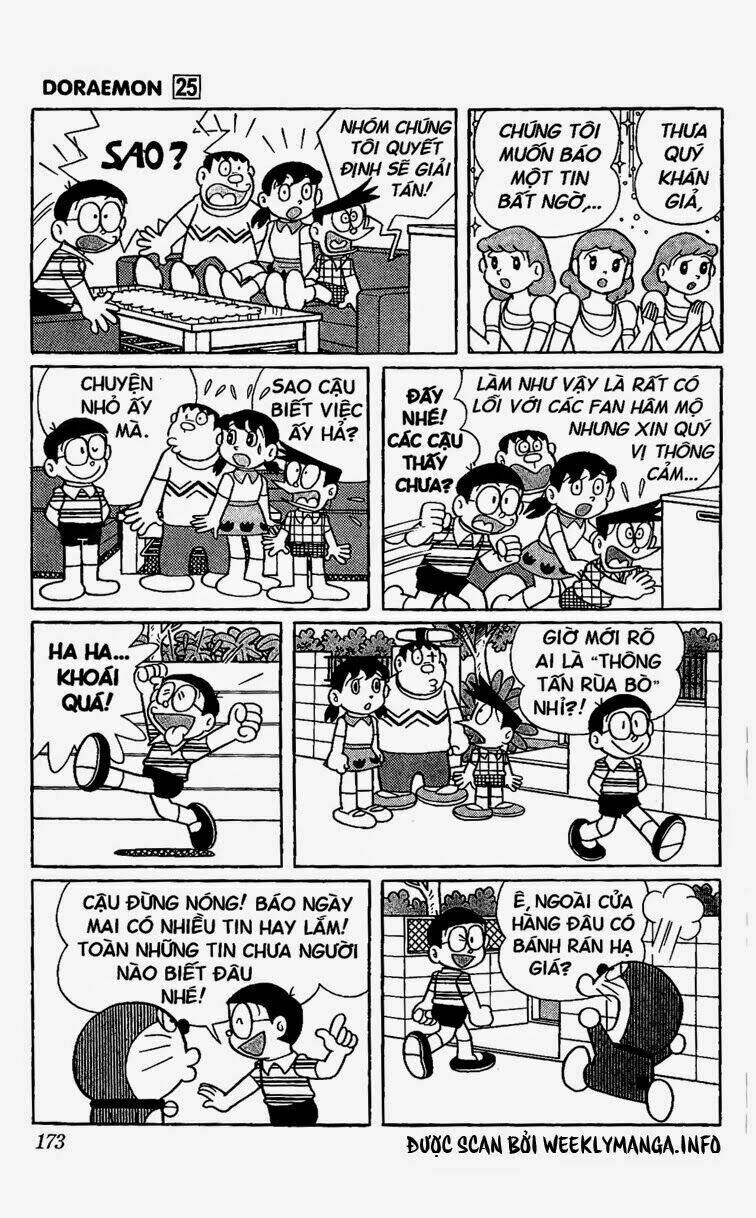 DORAEMON 25
THƯA
QUÝ
KHÁN
GIẢ,
CHÚNG TÔI
MUỐN BÁO
MỘT TIN
BẤT NGỜ,...
NHÓM CHÚNG
TÔI QUYẾT
ĐỊNH SẼ GIẢI
TÁN!
SAO?
LÀM NHƯ VẬY LÀ RẤT CÓ
LỖI VỚI CÁC FAN HÂM MỘ
NHƯNG XIN QUÝ
VỊ THÔNG
CẢM...
ĐẤY
NHÉ!
CÁC CẬU
THẤY
CHƯA?
SAO CẬU
BIẾT VIỆC
ẤY HẢ?
CHUYỆN
NHỎ ẤY
MÀ.
GIỜ MỚI RÕ
AI LÀ "THÔNG
TẤN RÙA BÒ"
NHỈ?!
HA HA...
KHOÁI
QUÁ!
Ê, NGOÀI CỬA
HÀNG ĐÂU CÓ
BÁNH RÁN HẠ
GIÁ?
CẬU ĐỪNG NÓNG! BÁO NGÀY
MAI CÓ NHIỀU TIN HAY LẮM!
TOÀN NHỮNG TIN CHƯA NGƯỜI
NÀO BIẾT ĐÂU
NHÉ!
173
ĐƯỢC SCAN BỞI WEEKLYMANGA.INFO